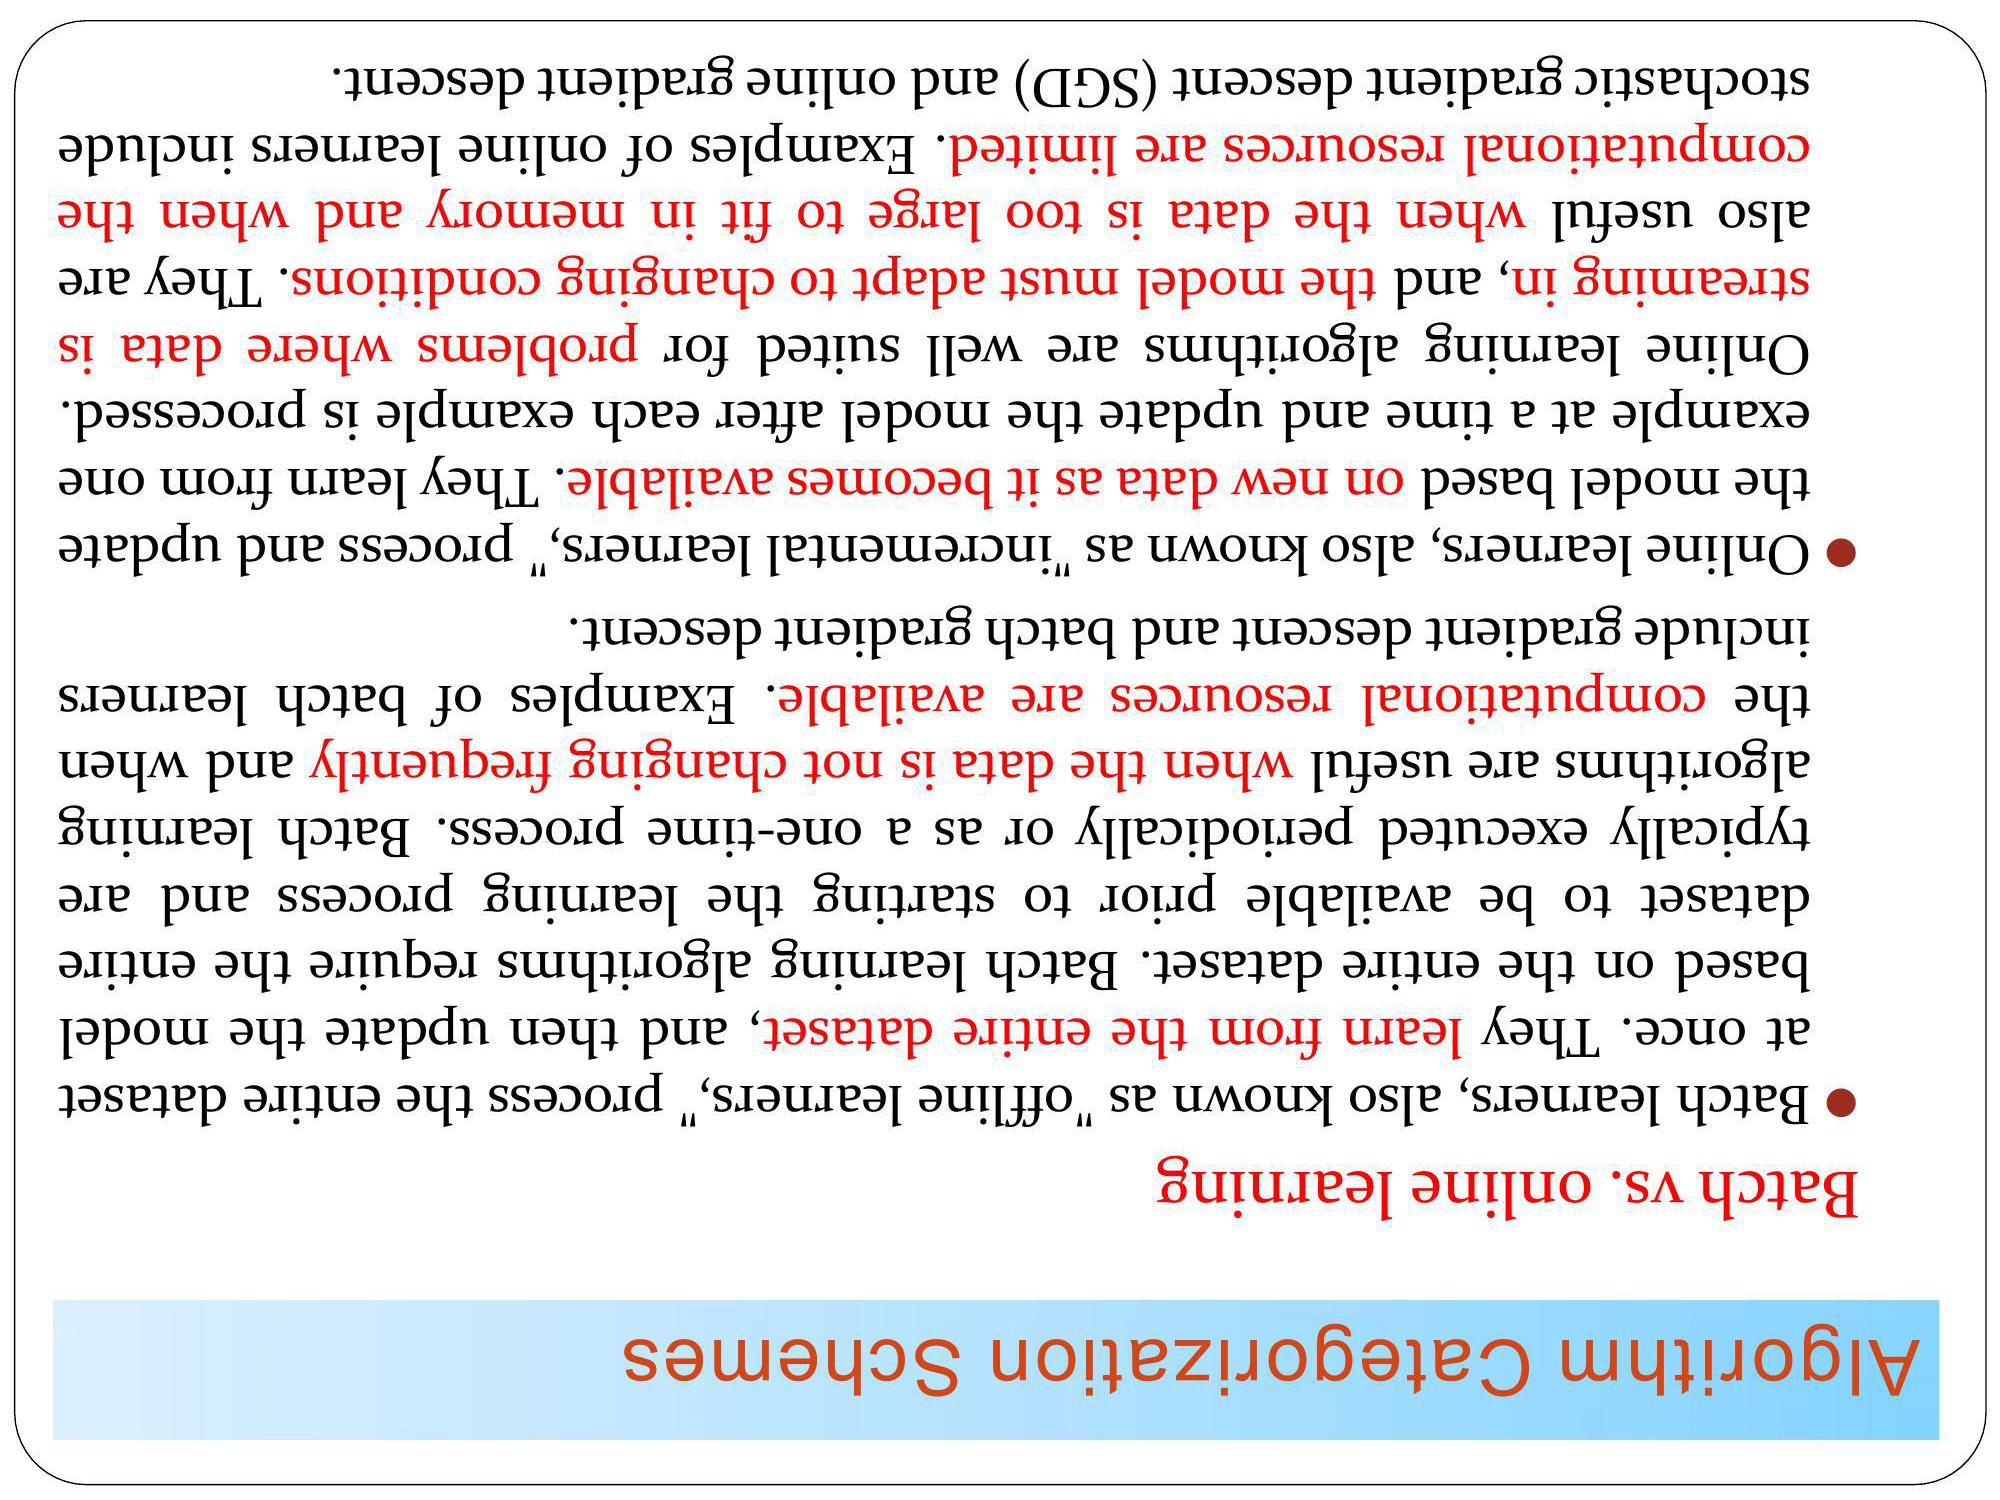 Algorithm Categorization Schemes
Batch vs. online learning
● Batch learners, also known as "offline learners," process the entire dataset
at once. They learn from the entire dataset, and then update the model
based on the entire dataset. Batch learning algorithms require the entire
dataset to be available prior to starting the learning process and are
typically executed periodically or as a one-time process. Batch learning
algorithms are useful when the data is not changing frequently and when
the computational resources are available. Examples of batch learners
include gradient descent and batch gradient descent.
● Online learners, also known as "incremental learners," process and update
the model based on new data as it becomes available. They learn from one
example at a time and update the model after each example is processed.
Online learning algorithms are well suited for problems where data is
streaming in, and the model must adapt to changing conditions. They are
also useful when the data is too large to fit in memory and when the
computational resources are limited. Examples of online learners include
stochastic gradient descent (SGD) and online gradient descent.